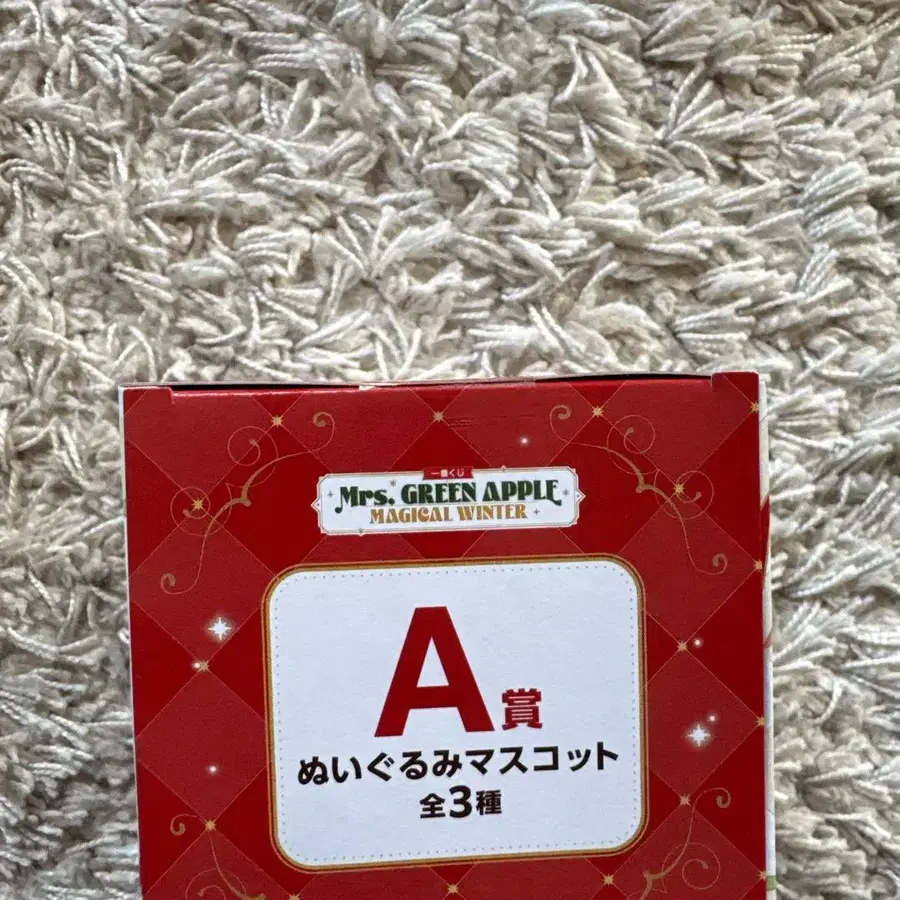 一番くじ
Mrs. GREEN APPLE
MAGICAL WINTER
A賞
ぬいぐるみマスコット
全3種